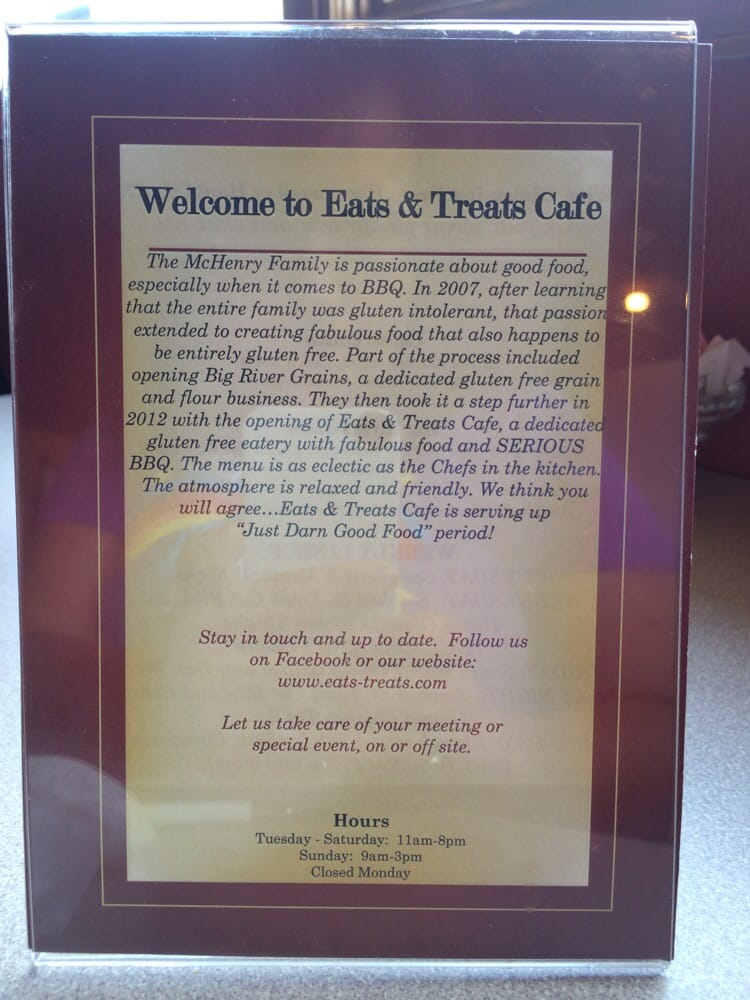 Welcome to Eats & Treats Cafe
The McHenry Family is passionate about good food,
especially when it comes to BBQ. In 2007, after learning
that the entire family was gluten intolerant, that passion
extended to creating fabulous food that also happens to
be entirely gluten free. Part of the process included
opening Big River Grains, a dedicated gluten free grain
and flour business. They then took it a step further in
2012 with the opening of Eats & Treats Cafe, a dedicated
gluten free eatery with fabulous food and SERIOUS
BBQ. The menu is as eclectic as the Chefs in the kitchen.
The atmosphere is relaxed and friendly. We think you
will agree...Eats & Treats Cafe is serving up
"Just Darn Good Food" period!
Stay in touch and up to date. Follow us
on Facebook or our website:
www.eats-treats.com
Let us take care of your meeting or
special event, on or off site.
Hours
Tuesday - Saturday: 11am-8pm
Sunday: 9am-3pm
Closed Monday